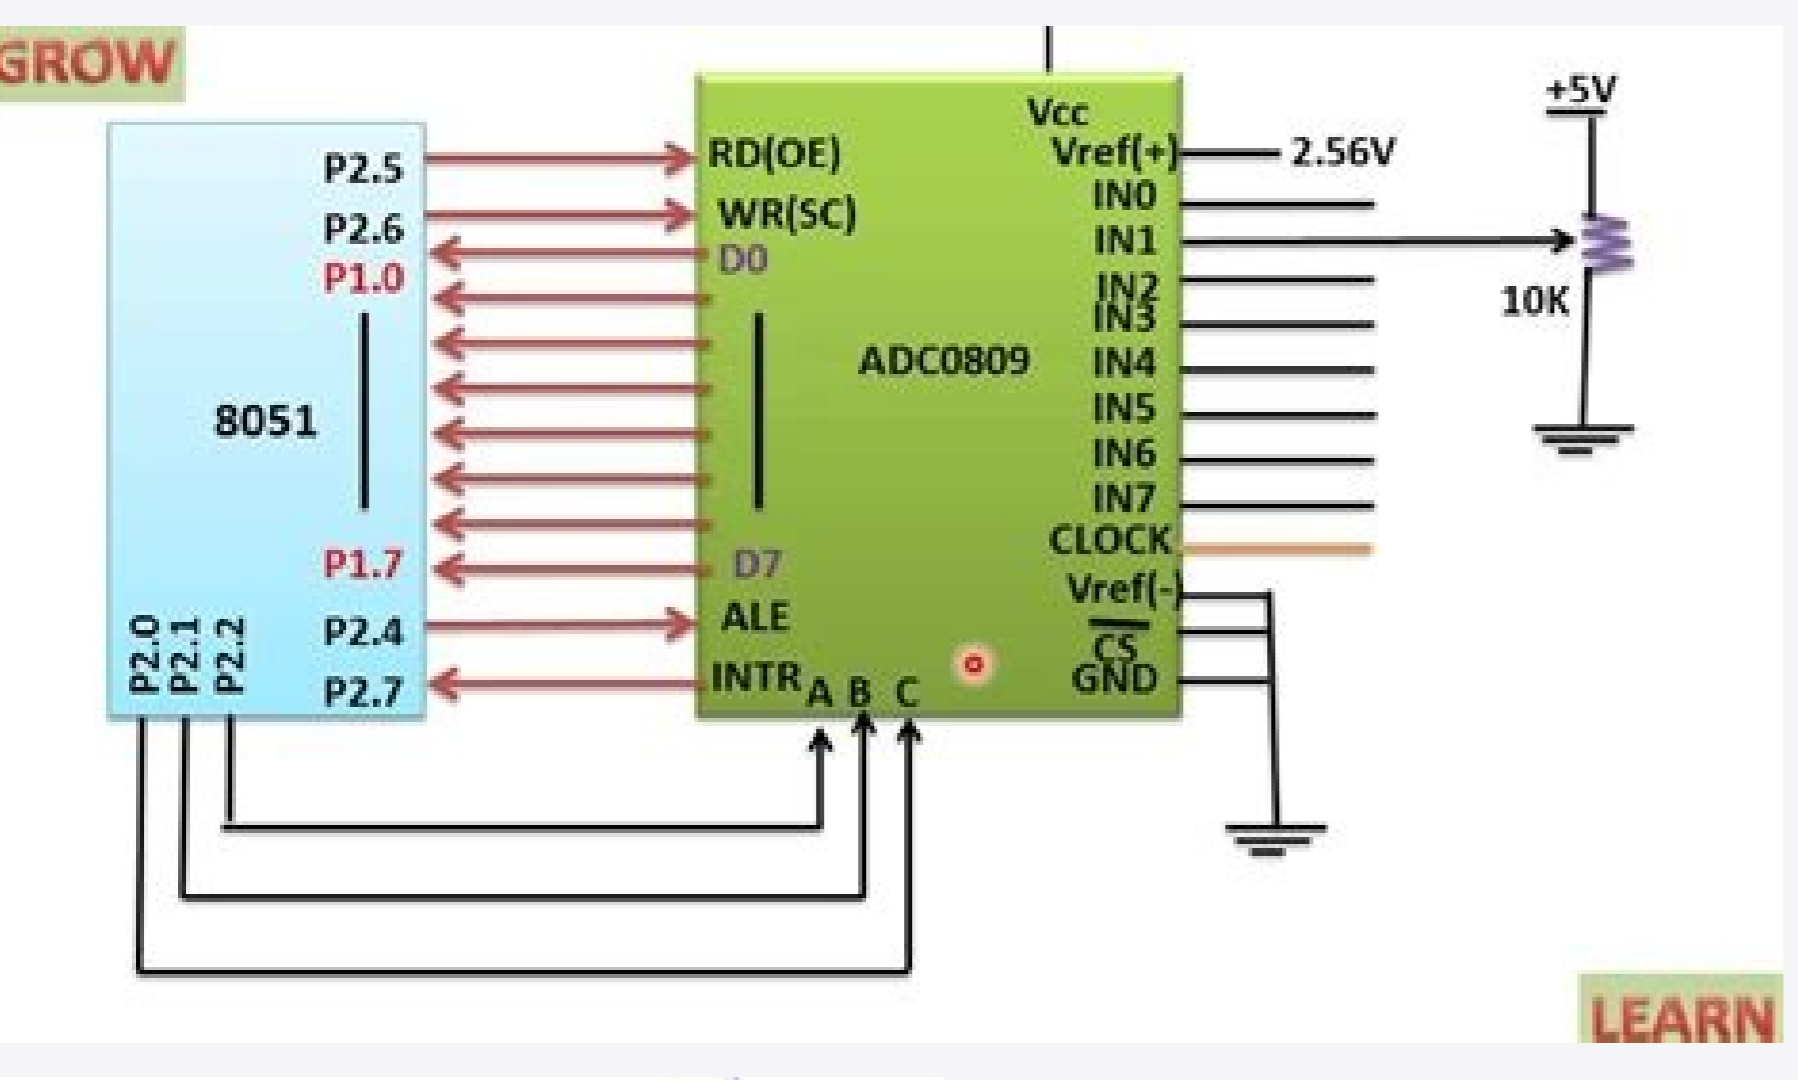 GROW
8051
P2.5
P2.6
P1.0
P1.7
P2.4
P2.7
P2.0
P2.1
P2.2
RD(OE)
WR(SC)
D0
D7
ALE
INTR
A B C
ADC0809
Vcc
Vref(+)
IN0
IN1
IN2
IN3
IN4
IN5
IN6
IN7
CLOCK
Vref(-)
CS
GND
2.56V
+5V
10K
LEARN